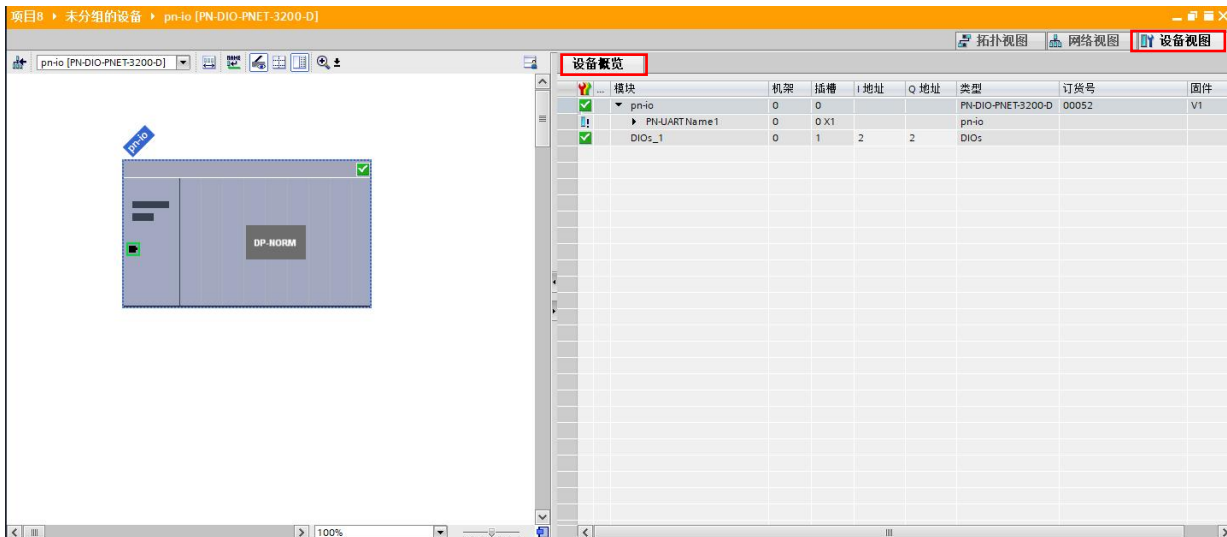 项目8 ▸ 未分组的设备 ▸ pn-io [PN-DIO-PNET-3200-D]
拓扑视图 网络视图 设备视图
pn-io [PN-DIO-PNET-3200-D]
设备概览
... 模块 机架 插槽 I 地址 Q 地址 类型 订货号 固件
pn-io 0 0 PN-DIO-PNET-3200-D 00052 V1
PN-UART Name1 0 0 X1 pn-io
DIOs_1 0 1 2 2 DIOs
pn-io
DP-NORM
100%